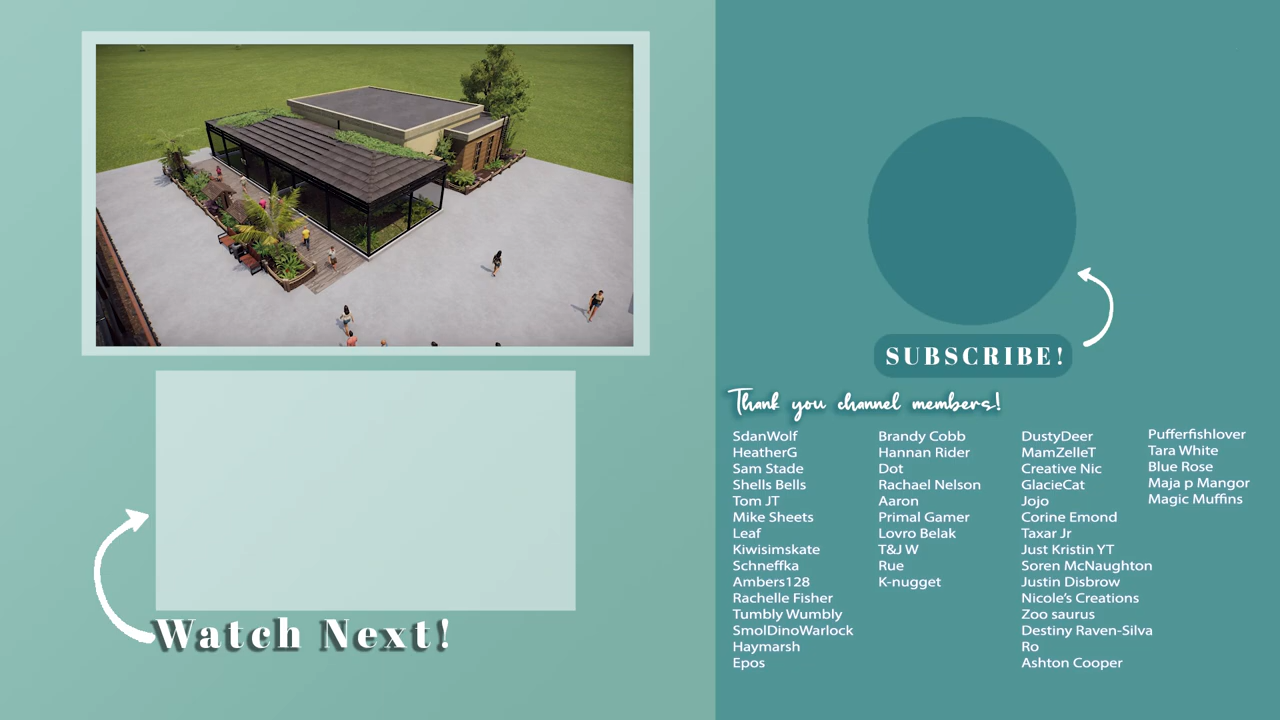 SUBSCRIBE!
Thank you channel members!
SdanWolf
HeatherG
Sam Stade
Shells Bells
Tom JT
Mike Sheets
Leaf
Kiwisimskate
Schneffka
Ambers128
Rachelle Fisher
Tumbly Wumbly
SmolDinoWarlock
Haymarsh
Epos
Brandy Cobb
Hannan Rider
Dot
Rachael Nelson
Aaron
Primal Gamer
Lovro Belak
T&J W
Rue
K-nugget
DustyDeer
MamZelleT
Creative Nic
GlacieCat
Jojo
Corine Emond
Taxar Jr
Just Kristin YT
Soren McNaughton
Justin Disbrow
Nicole's Creations
Zoo saurus
Destiny Raven-Silva
Ro
Ashton Cooper
Pufferfishlover
Tara White
Blue Rose
Maja p Mangor
Magic Muffins
Watch Next!